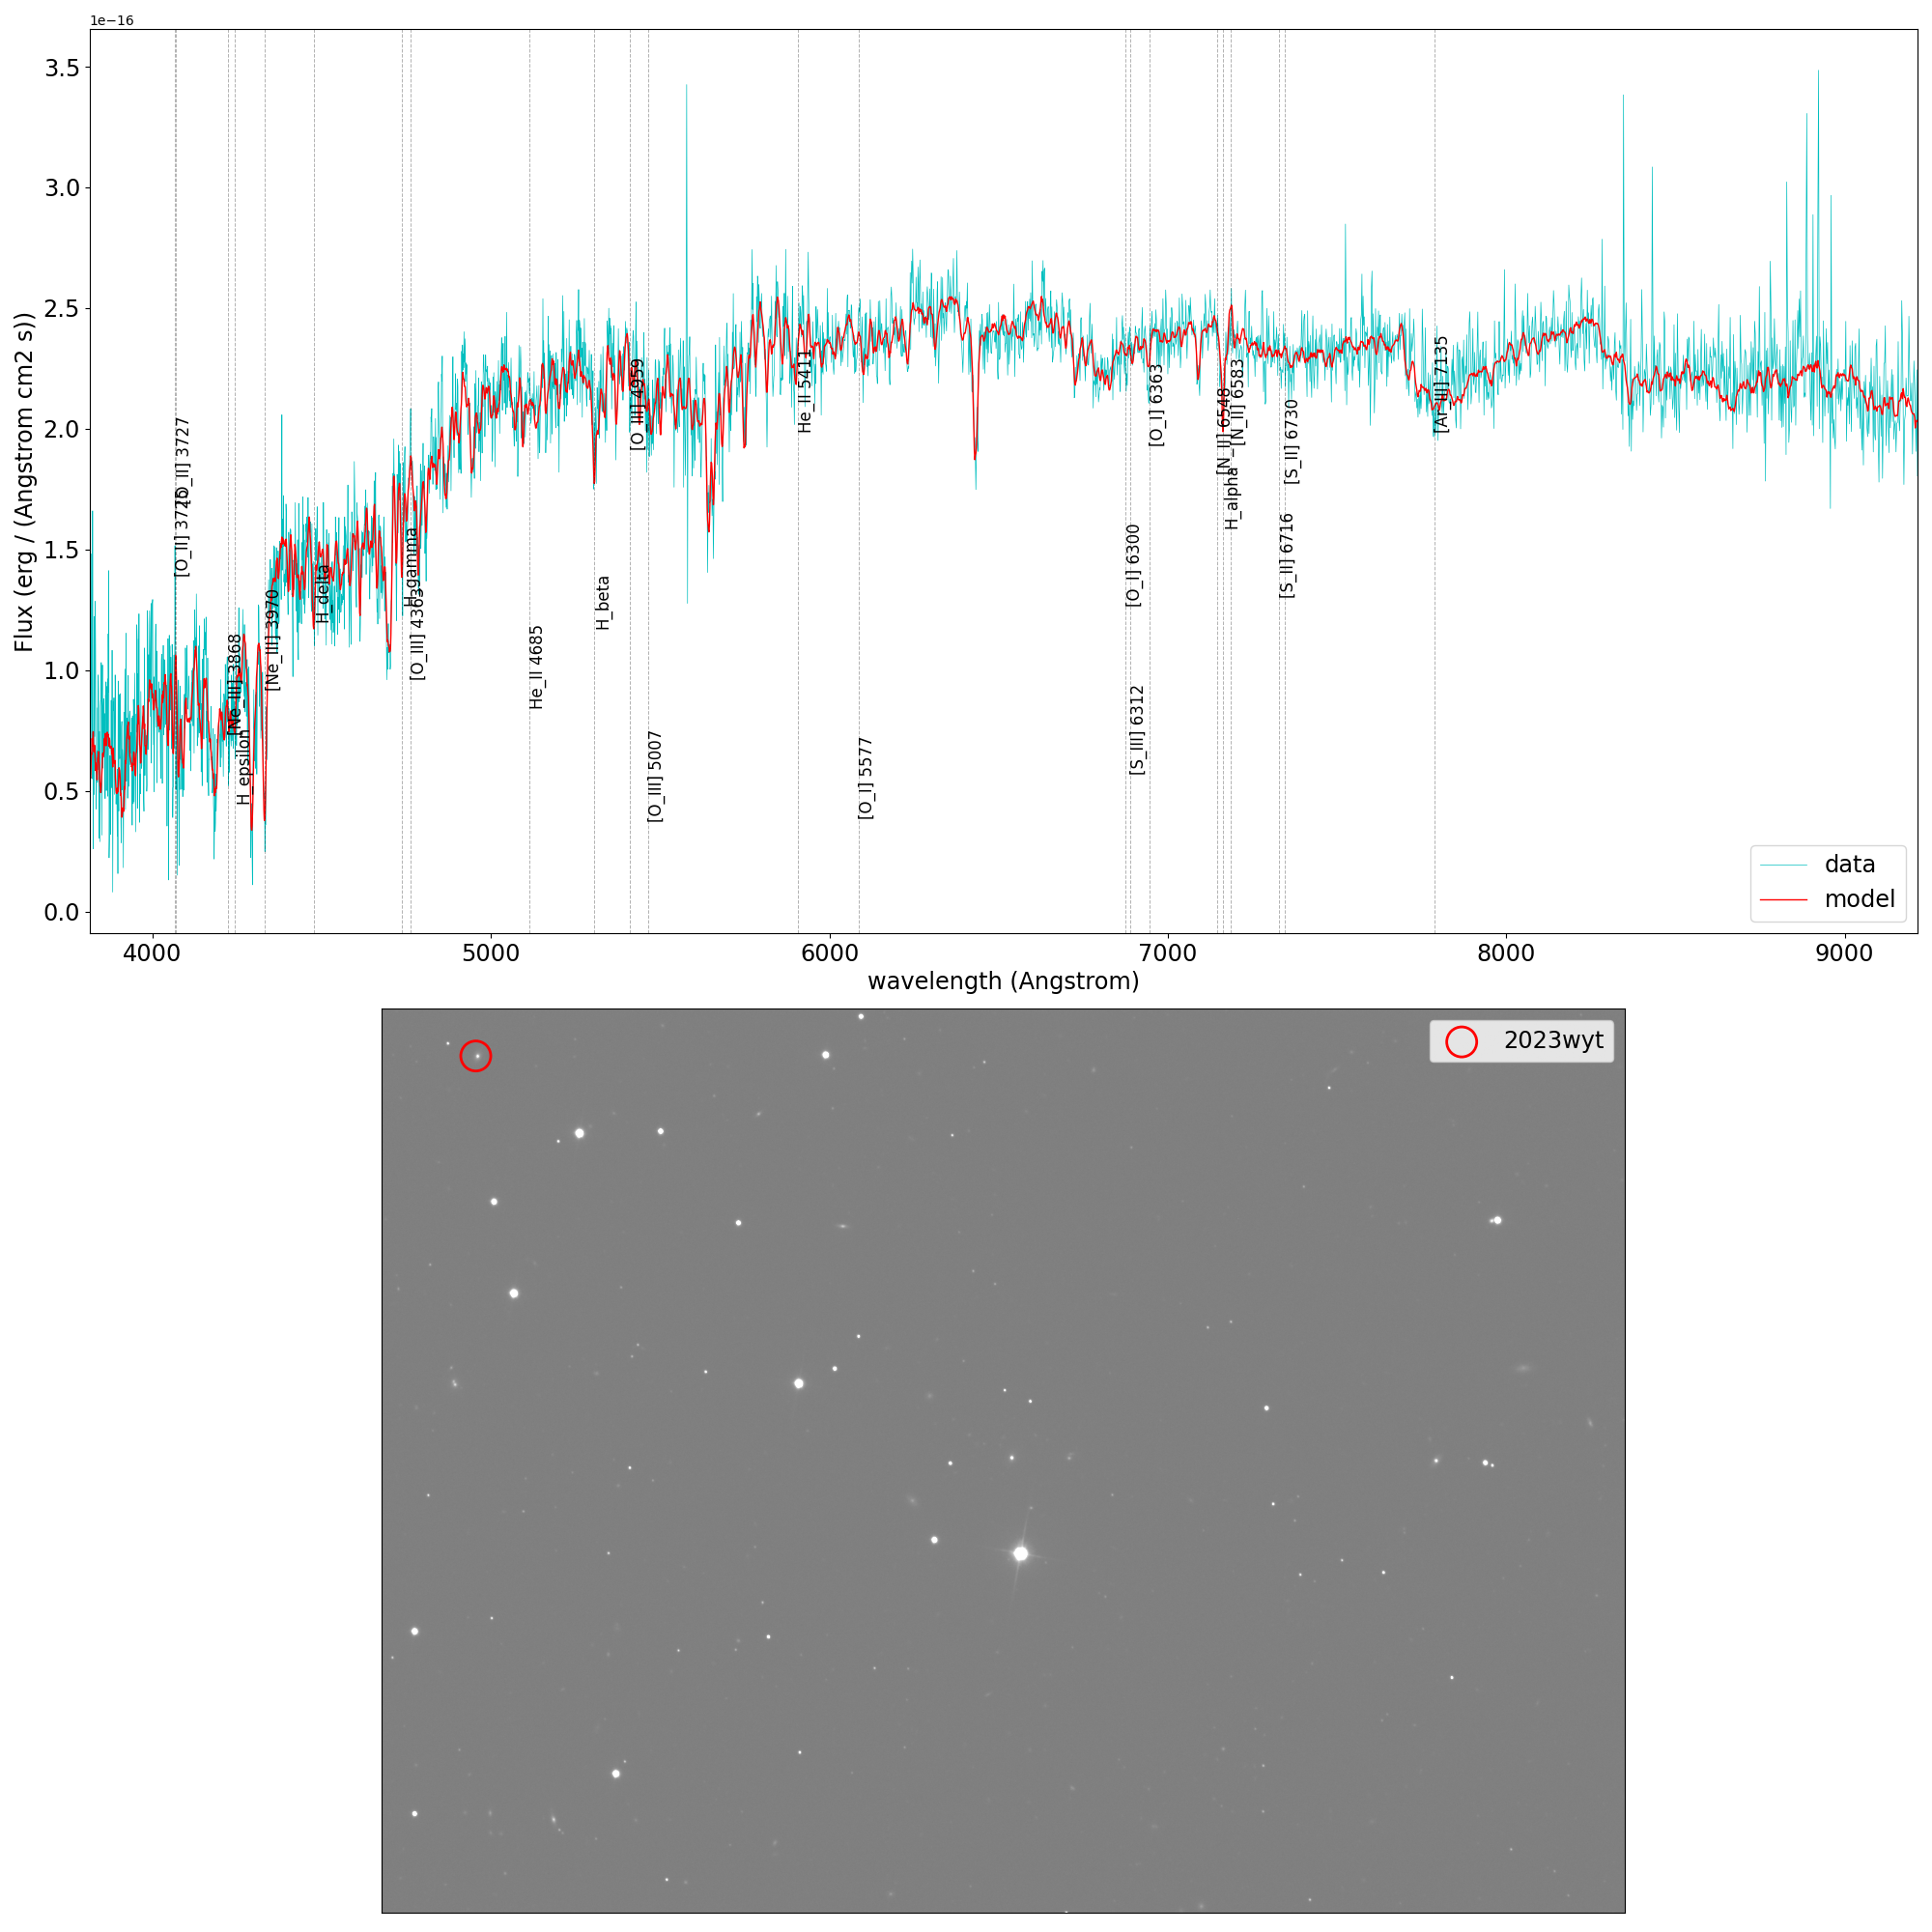 1e−16
Flux (erg / (Angstrom cm2 s))
3.5
3.0
2.5
2.0
1.5
1.0
0.5
0.0
[O_II] 3725
[O_II] 3727
[Ne_III] 3868
H_epsilon
[Ne_III] 3970
H_delta
H_gamma
[O_III] 4363
He_II 4685
H_beta
[O_III] 4959
[O_III] 5007
He_II 5411
[O_I] 5577
[O_I] 6300
[S_III] 6312
[O_I] 6363
[N_II] 6548
H_alpha
[N_II] 6583
[S_II] 6716
[S_II] 6730
[Ar_III] 7135
data
model
4000 5000 6000 7000 8000 9000
wavelength (Angstrom)
2023wyt